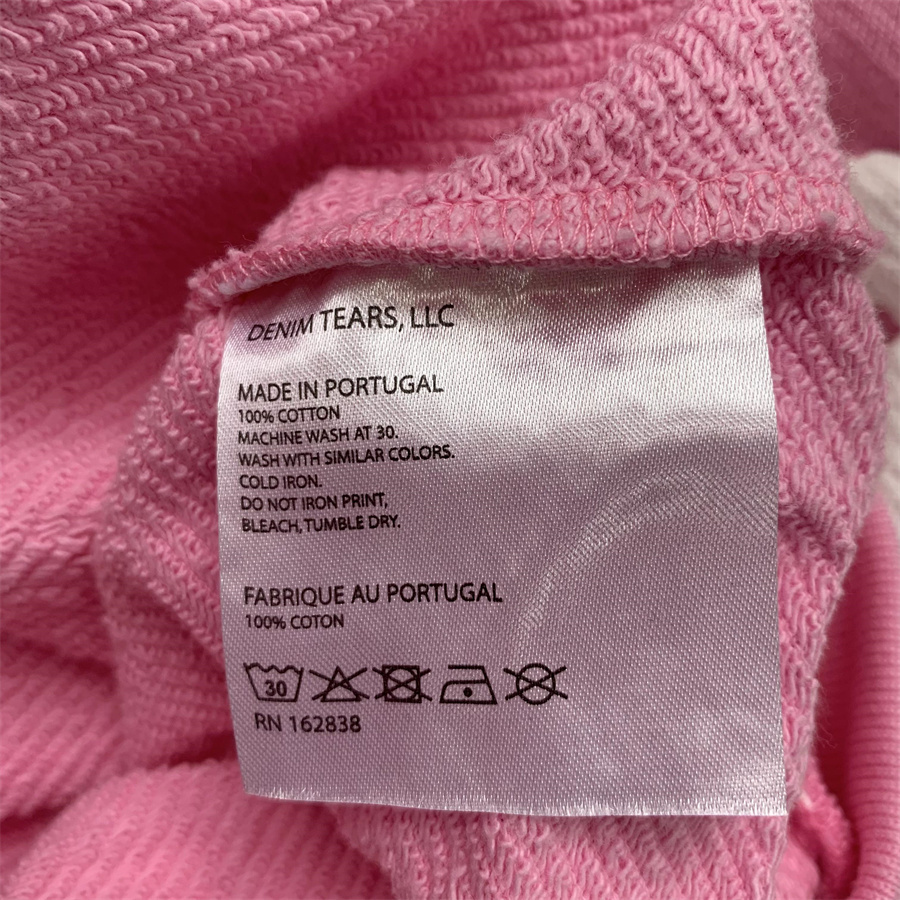 DENIM TEARS, LLC
MADE IN PORTUGAL
100% COTTON
MACHINE WASH AT 30.
WASH WITH SIMILAR COLORS.
COLD IRON.
DO NOT IRON PRINT,
BLEACH, TUMBLE DRY.
FABRIQUE AU PORTUGAL
100% COTON
30
RN 162838